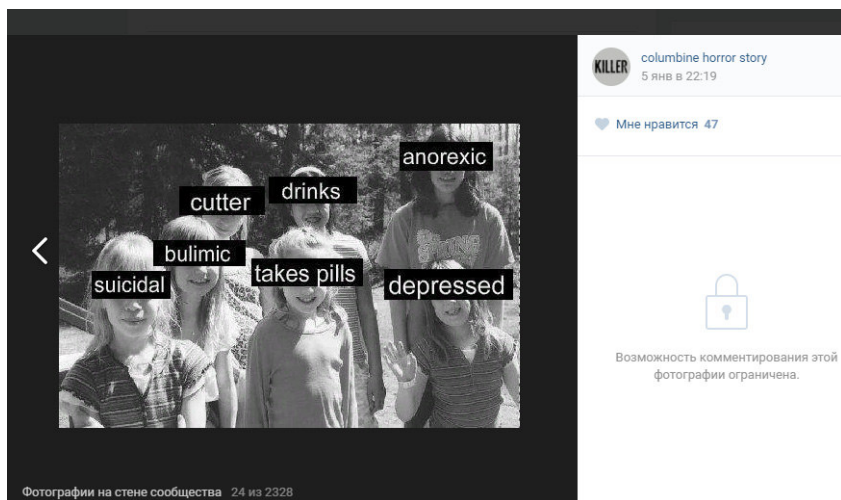 KILLER
columbine horror story
5 янв в 22:19
Мне нравится 47
anorexic
drinks
cutter
bulimic
takes pills
suicidal
depressed
Возможность комментирования этой
фотографии ограничена.
Фотографии на стене сообщества 24 из 2328